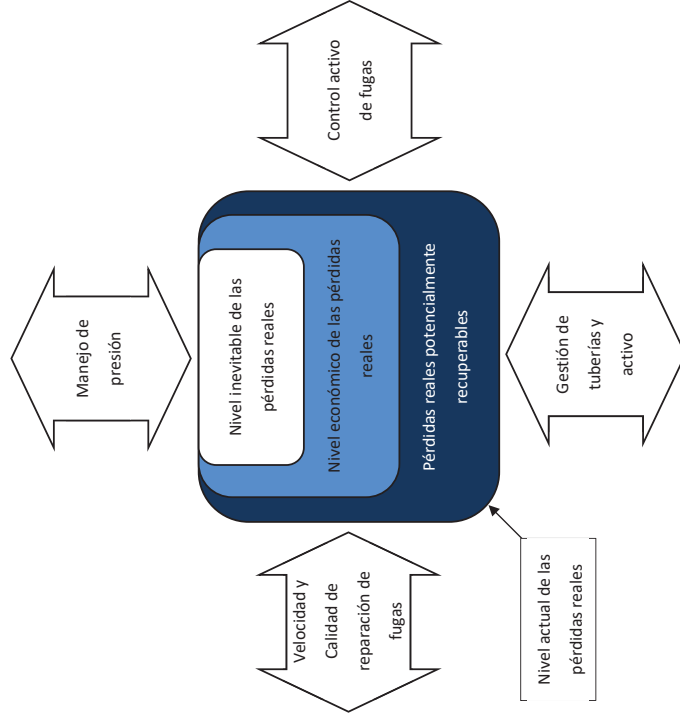 Manejo de
presión
Velocidad y
Calidad de
reparación de
fugas
Nivel inevitable de las
pérdidas reales
Nivel económico de las pérdidas
reales
Pérdidas reales potencialmente
recuperables
Control activo
de fugas
Nivel actual de las
pérdidas reales
Gestión de
tuberías y
activo